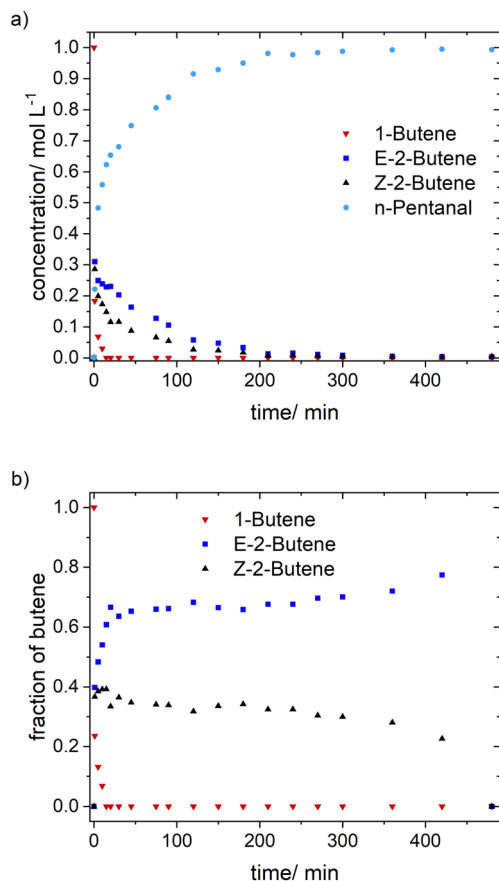 a)
1.0
0.9
0.8
0.7
0.6
0.5
0.4
0.3
0.2
0.1
0.0
concentration/ mol L⁻¹
1-Butene
E-2-Butene
Z-2-Butene
n-Pentanal
0 100 200 300 400
time/ min
b)
1.0
0.8
0.6
0.4
0.2
0.0
fraction of butene
1-Butene
E-2-Butene
Z-2-Butene
0 100 200 300 400
time/ min